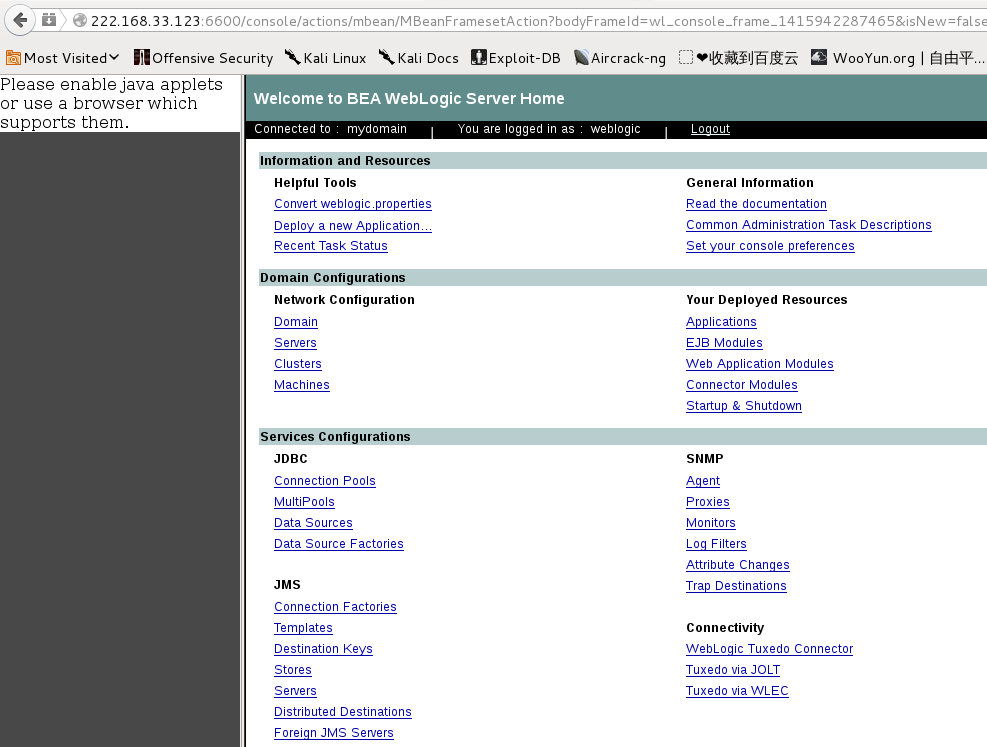 222.168.33.123:6600/console/actions/mbean/MBeanFramesetAction?bodyFrameId=wl_console_frame_1415942287465&isNew=false
Most Visited Offensive Security Kali Linux Kali Docs Exploit-DB Aircrack-ng ❤收藏到百度云 WooYun.org | 自由平...
Please enable java applets
or use a browser which
supports them.
Welcome to BEA WebLogic Server Home
Connected to : mydomain | You are logged in as : weblogic | Logout
Information and Resources
Helpful Tools
Convert weblogic.properties
Deploy a new Application...
Recent Task Status
General Information
Read the documentation
Common Administration Task Descriptions
Set your console preferences
Domain Configurations
Network Configuration
Domain
Servers
Clusters
Machines
Your Deployed Resources
Applications
EJB Modules
Web Application Modules
Connector Modules
Startup & Shutdown
Services Configurations
JDBC
Connection Pools
MultiPools
Data Sources
Data Source Factories
JMS
Connection Factories
Templates
Destination Keys
Stores
Servers
Distributed Destinations
Foreign JMS Servers
SNMP
Agent
Proxies
Monitors
Log Filters
Attribute Changes
Trap Destinations
Connectivity
WebLogic Tuxedo Connector
Tuxedo via JOLT
Tuxedo via WLEC